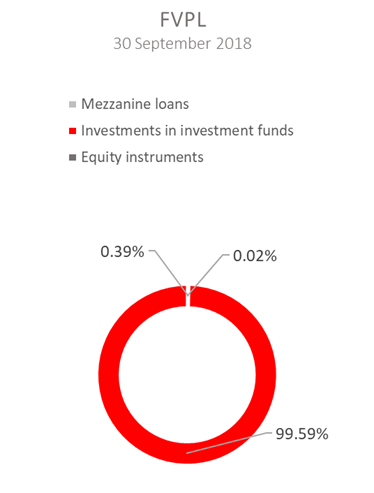 FVPL
30 September 2018
Mezzanine loans
Investments in investment funds
Equity instruments
0.39%
0.02%
99.59%